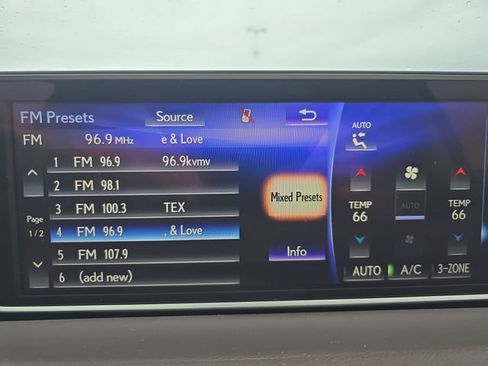 FM Presets Source AUTO
FM 96.9 MHz e & Love
1 FM 96.9 96.9kvmv
2 FM 98.1
3 FM 100.3 TEX
4 FM 96.9 , & Love
5 FM 107.9
6 (add new)
Page
1/2
Mixed Presets
Info
TEMP
66
AUTO
TEMP
66
AUTO A/C 3-ZONE